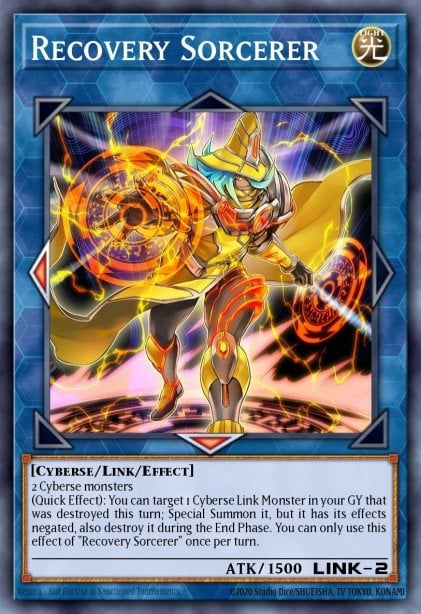 Recovery Sorcerer
LIGHT
光
[Cyberse/Link/Effect]
2 Cyberse monsters
(Quick Effect): You can target 1 Cyberse Link Monster in your GY that
was destroyed this turn; Special Summon it, but it has its effects
negated, also destroy it during the End Phase. You can only use this
effect of "Recovery Sorcerer" once per turn.
ATK/1500 LINK-2
Replica - Not For Use in Sanctioned Tournaments ©2020 Studio Dice/SHUEISHA, TV TOKYO, KONAMI